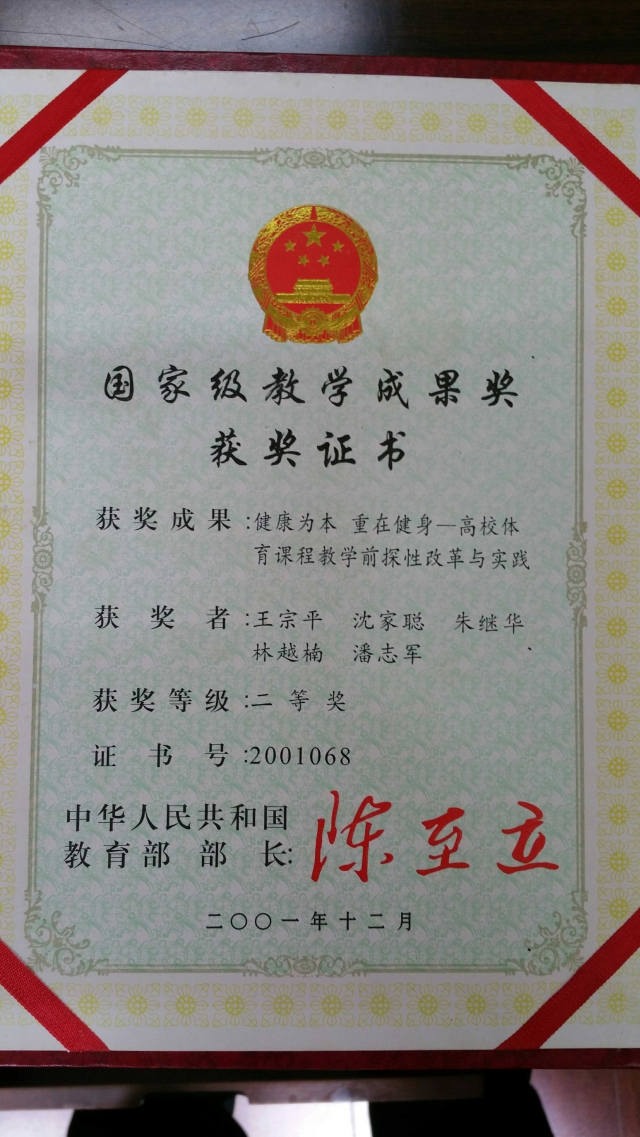 国家级教学成果奖
获奖证书
获奖成果:健康为本 重在健身—高校体
育课程教学前探性改革与实践
获奖者:王宗平 沈家聪 朱继华
林越楠 潘志军
获奖等级:二等奖
证书号:2001068
中华人民共和国
教育部部长:陈至立
二〇〇一年十二月